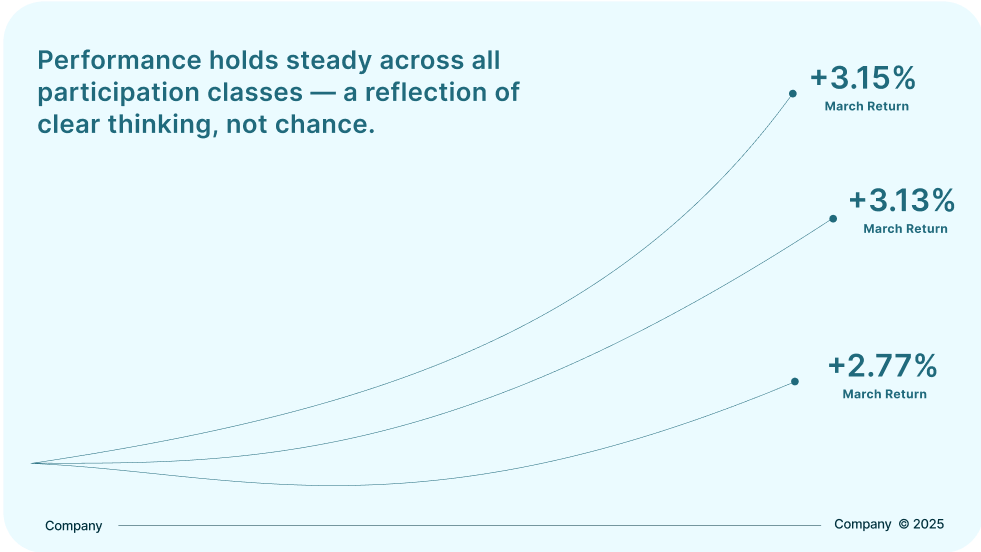 Performance holds steady across all
participation classes — a reflection of
clear thinking, not chance.
+3.15%
March Return
+3.13%
March Return
+2.77%
March Return
Company
Company © 2025